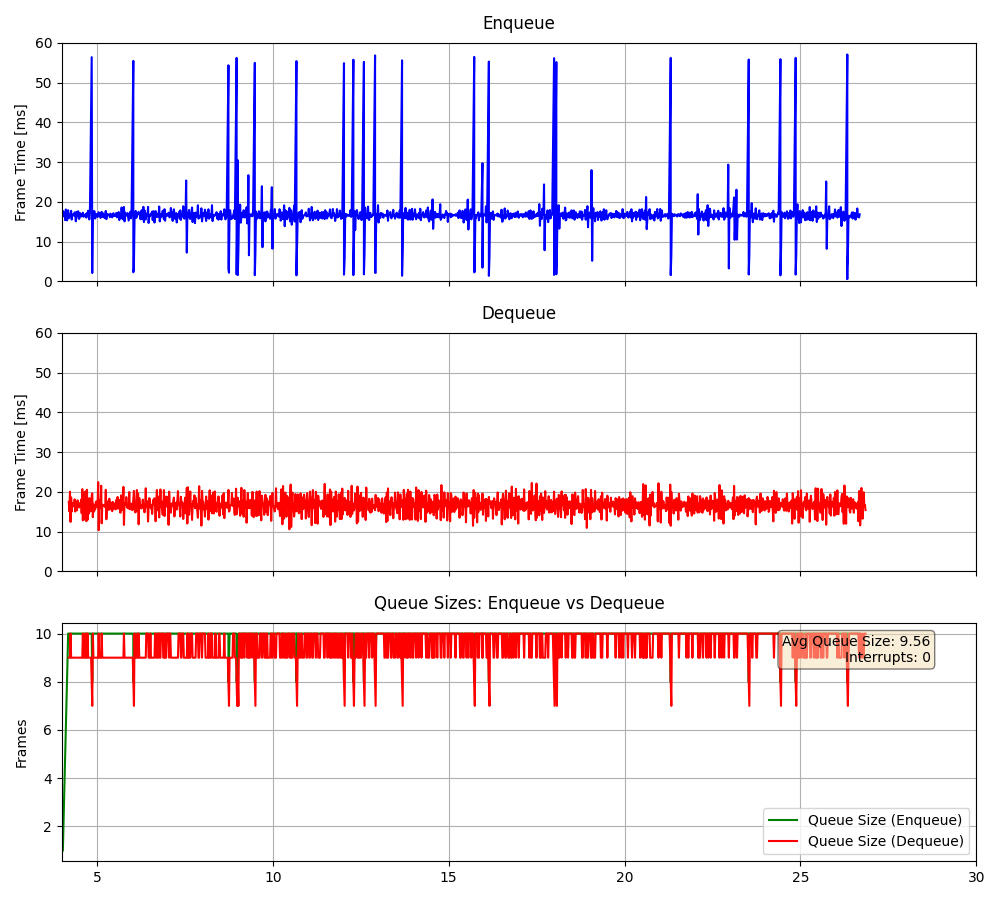 Enqueue
60
50
40
30
20
10
0
Frame Time [ms]
Dequeue
60
50
40
30
20
10
0
Frame Time [ms]
Queue Sizes: Enqueue vs Dequeue
10
8
6
4
2
Frames
Avg Queue Size: 9.56
Interrupts: 0
Queue Size (Enqueue)
Queue Size (Dequeue)
5 10 15 20 25 30